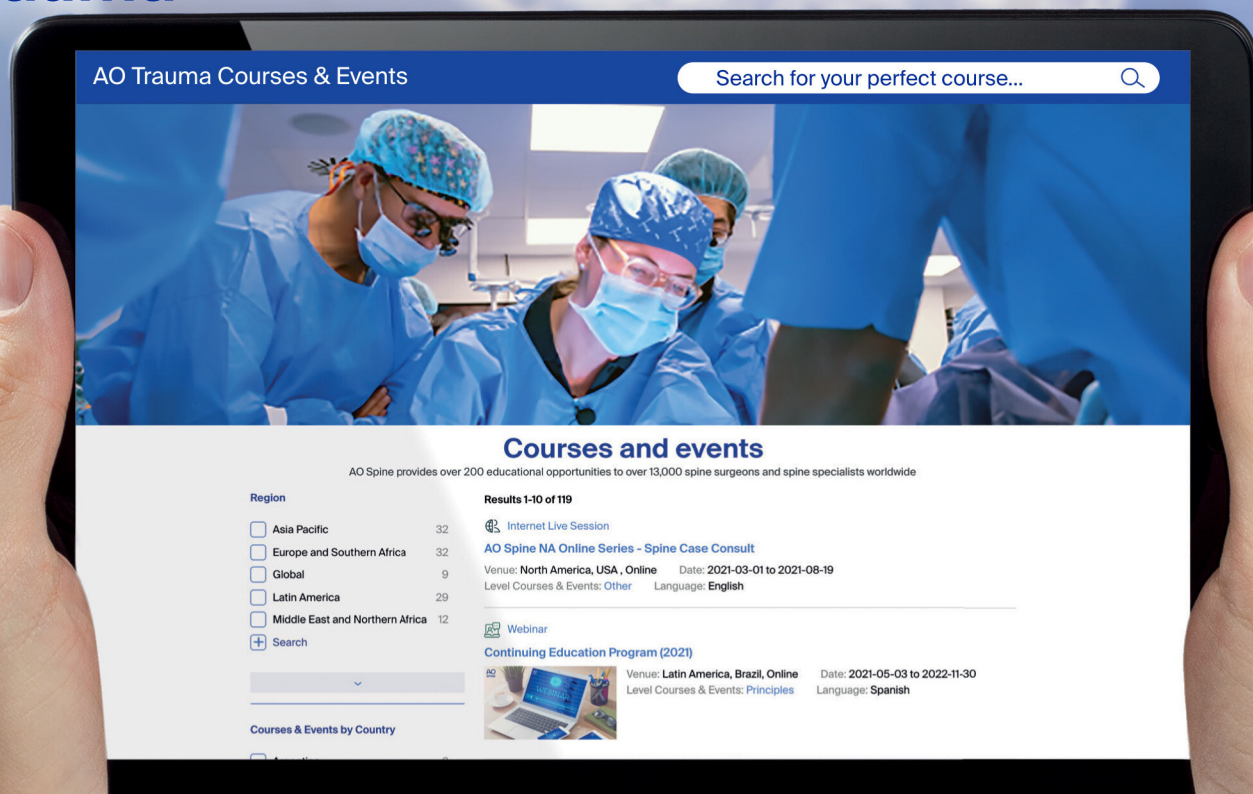 AO Trauma Courses & Events
Search for your perfect course...
Courses and events
AO Spine provides over 200 educational opportunities to over 13,000 spine surgeons and spine specialists worldwide
Region
Asia Pacific 32
Europe and Southern Africa 32
Global 9
Latin America 29
Middle East and Northern Africa 12
Search
Courses & Events by Country
Results 1-10 of 119
Internet Live Session
AO Spine NA Online Series - Spine Case Consult
Venue: North America, USA , Online Date: 2021-03-01 to 2021-08-19
Level Courses & Events: Other Language: English
Webinar
Continuing Education Program (2021)
AO
WEBINAR
Venue: Latin America, Brazil, Online Date: 2021-05-03 to 2022-11-30
Level Courses & Events: Principles Language: Spanish